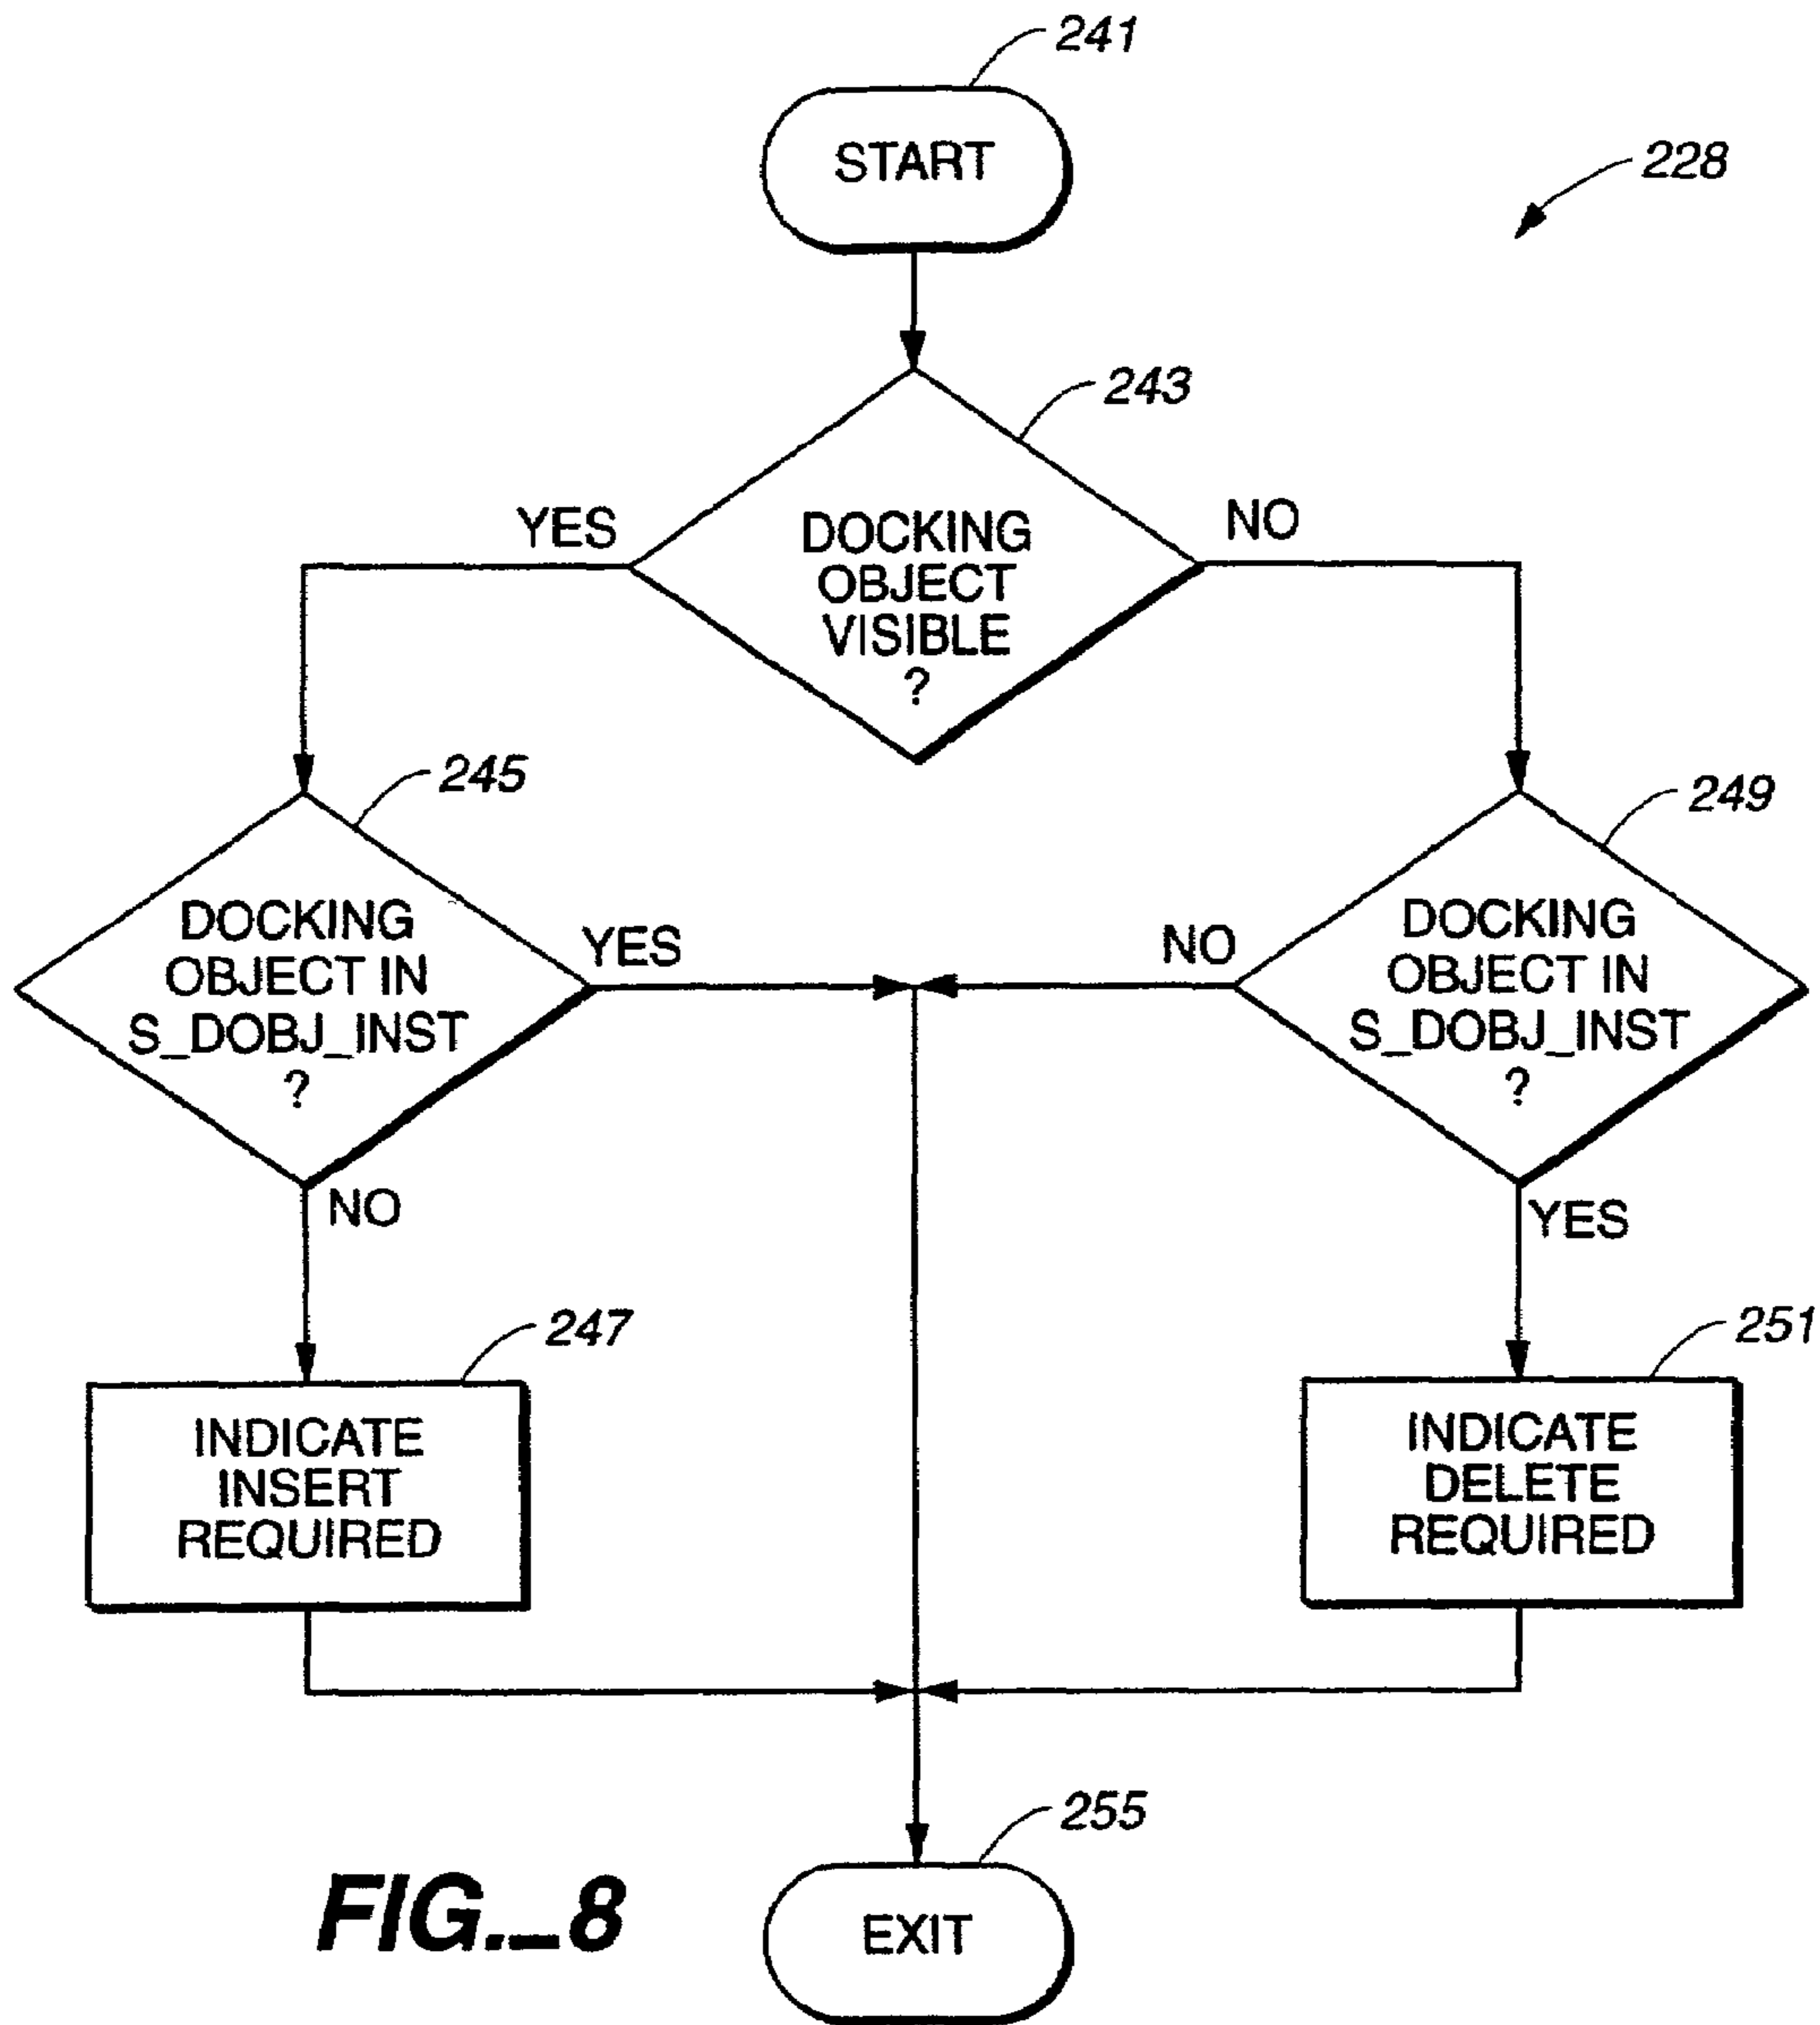 241
START
228
243
YES
NO
DOCKING
OBJECT
VISIBLE
?
245
249
DOCKING
OBJECT IN
S_DOBJ_INST
?
YES
NO
DOCKING
OBJECT IN
S_DOBJ_INST
?
NO
YES
247
251
INDICATE
INSERT
REQUIRED
INDICATE
DELETE
REQUIRED
255
EXIT
FIG._8